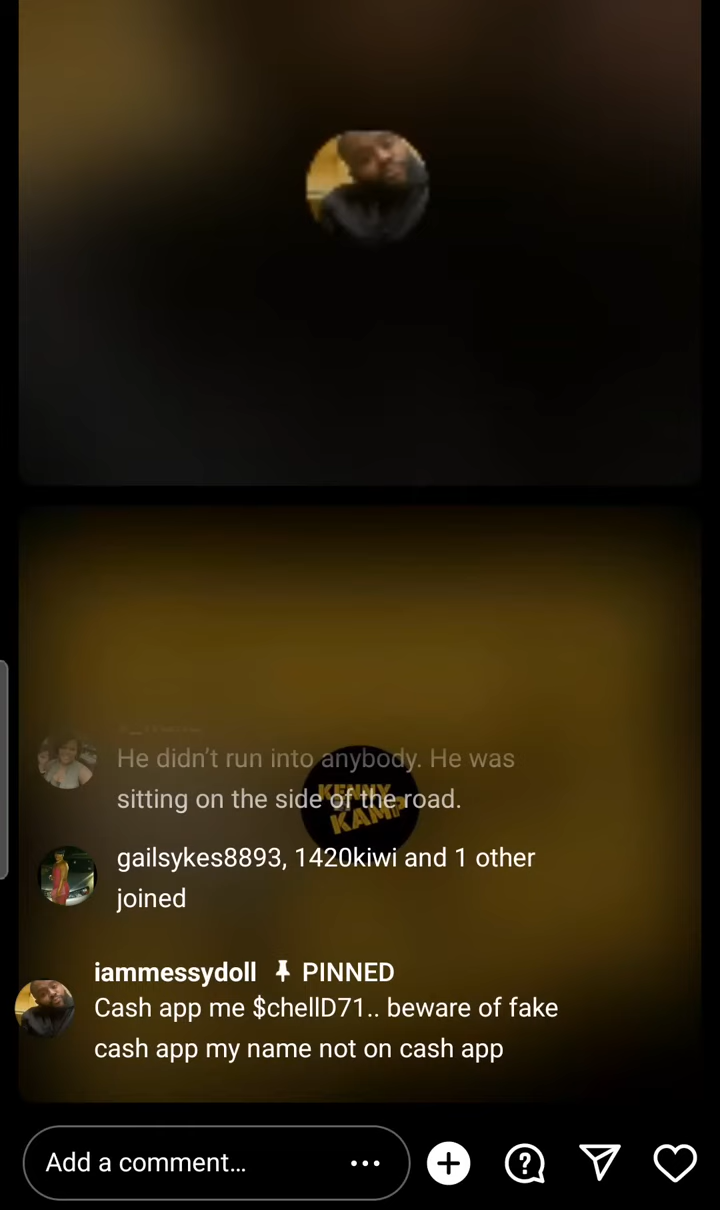 He didn’t run into anybody. He was
sitting on the side of the road.
KENNY
KAMP
gailsykes8893, 1420kiwi and 1 other
joined
iammessydoll PINNED
Cash app me $chellD71.. beware of fake
cash app my name not on cash app
Add a comment...